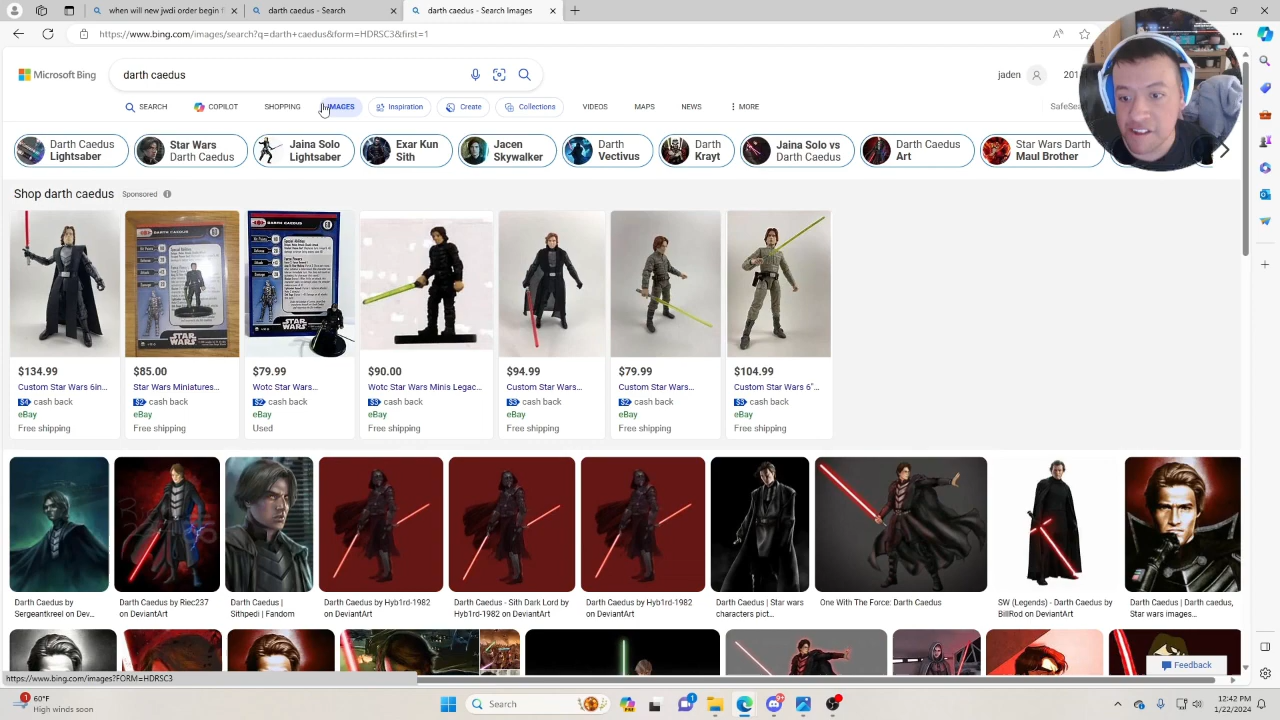 when will new jwdo order begin f
darth caedus - Search
darth caedus - Search Images
https://www.bing.com/images/search?q=darth+caedus&form=HDRSC3&first=1
Microsoft Bing
darth caedus
jaden
201
SEARCH
COPILOT
SHOPPING
IMAGES
Inspiration
Create
Collections
VIDEOS
MAPS
NEWS
MORE
Darth Caedus
Lightsaber
Star Wars
Darth Caedus
Jaina Solo
Lightsaber
Exar Kun
Sith
Jacen
Skywalker
Darth
Vectivus
Darth
Krayt
Jaina Solo vs
Darth Caedus
Darth Caedus
Art
Star Wars Darth
Maul Brother
Shop darth caedus
Sponsored
$134.99
Custom Star Wars 6in...
$4 cash back
eBay
Free shipping
$85.00
Star Wars Miniatures...
$2 cash back
eBay
Free shipping
$79.99
Wotc Star Wars...
$2 cash back
eBay
Used
$90.00
Wotc Star Wars Minis Legac...
$3 cash back
eBay
Free shipping
$94.99
Custom Star Wars...
$3 cash back
eBay
Free shipping
$79.99
Custom Star Wars...
$2 cash back
eBay
Free shipping
$104.99
Custom Star Wars 6"...
$3 cash back
eBay
Free shipping
Darth Caedus by
Sergeantkreel on Dev...
Darth Caedus by Riec237
on DeviantArt
Darth Caedus |
Sithpedi | Fandom
Darth Caedus by Hyb1rd-1982
on DeviantArt
Darth Caedus - Sith Dark Lord by
Hyb1rd-1982 on DeviantArt
Darth Caedus by Hyb1rd-1982
on DeviantArt
Darth Caedus | Star wars
characters pict...
One With The Force: Darth Caedus
SW (Legends) - Darth Caedus by
BillRod on DeviantArt
Darth Caedus | Darth caedus,
Star wars images...
Feedback
https://www.bing.com/images?FORM=HDRSC3
60°F
High winds soon
Search
12:42 PM
1/22/2024